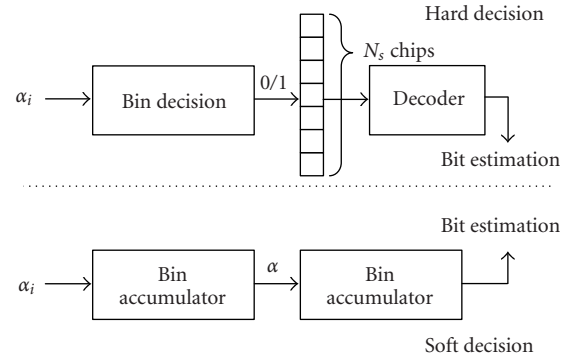 Hard decision
N_s chips
α_i
Bin decision
0/1
Decoder
Bit estimation
Bit estimation
α_i
Bin
accumulator
α
Bin
accumulator
Soft decision